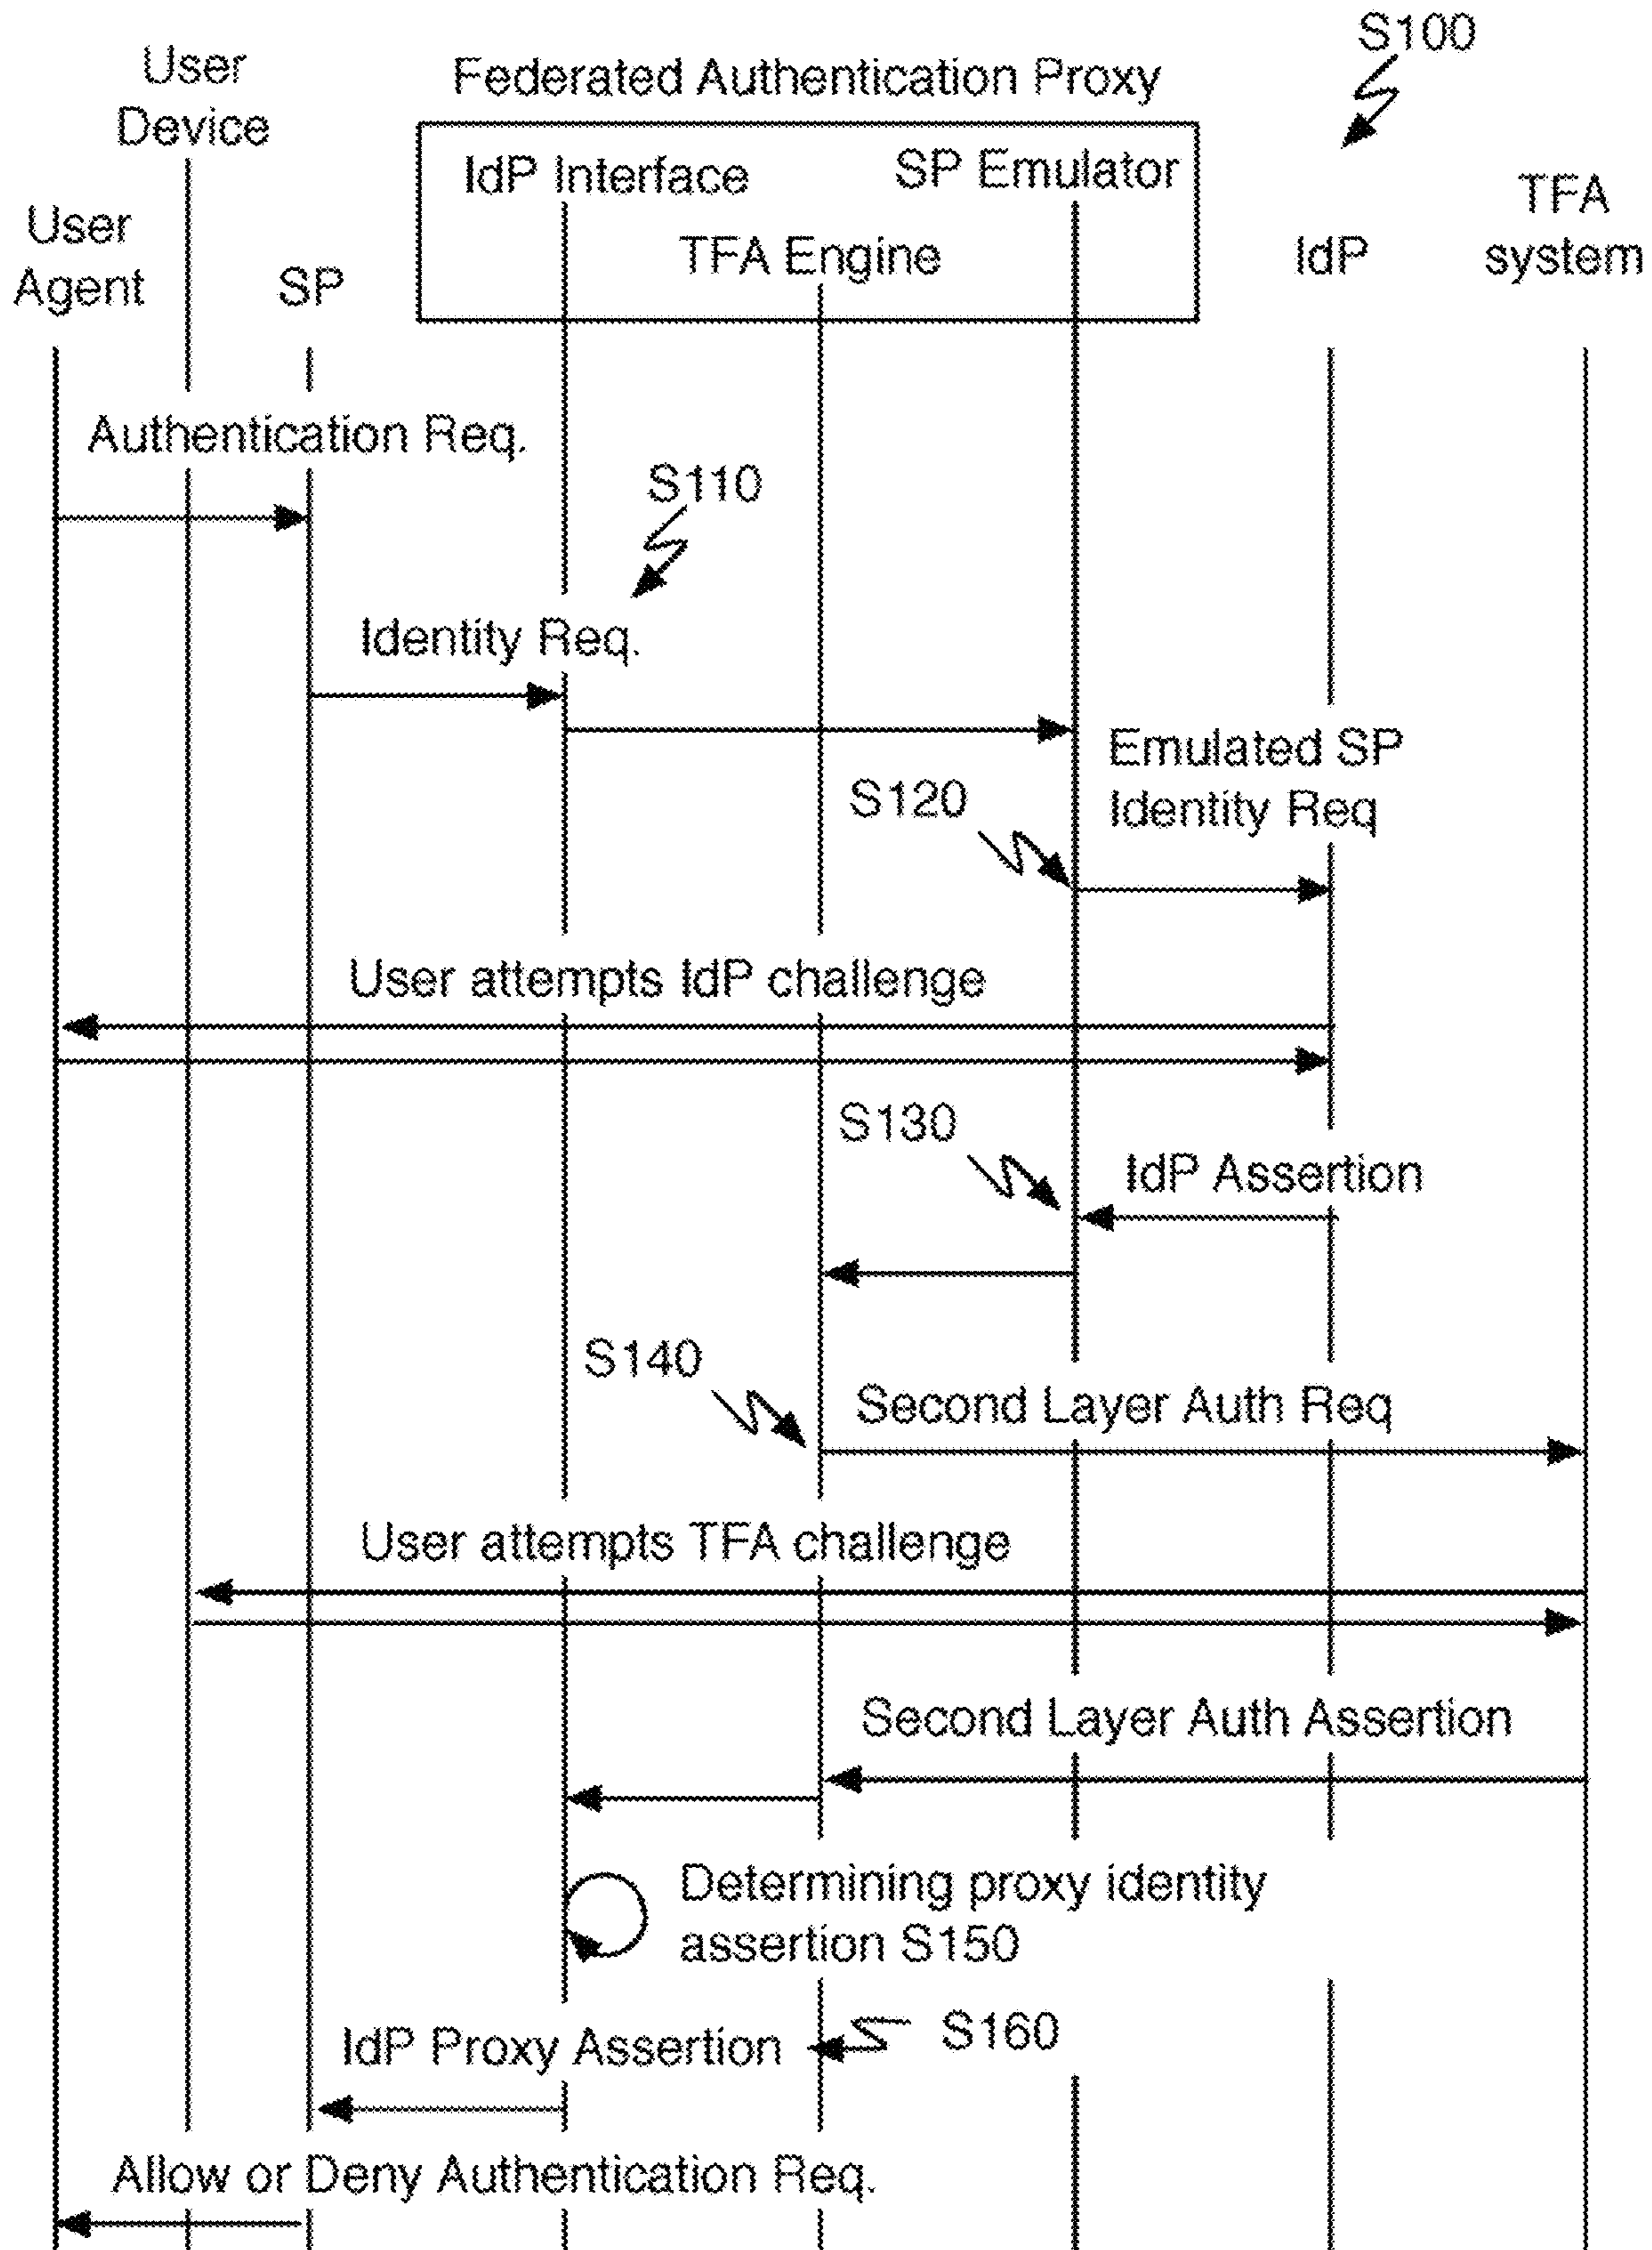 S100
User
Device
Federated Authentication Proxy
IdP Interface
SP Emulator
TFA
system
User
Agent
SP
TFA Engine
IdP
Authentication Req.
S110
Identity Req.
Emulated SP
Identity Req
S120
User attempts IdP challenge
S130
IdP Assertion
S140
Second Layer Auth Req
User attempts TFA challenge
Second Layer Auth Assertion
Determining proxy identity
assertion S150
IdP Proxy Assertion
S160
Allow or Deny Authentication Req.